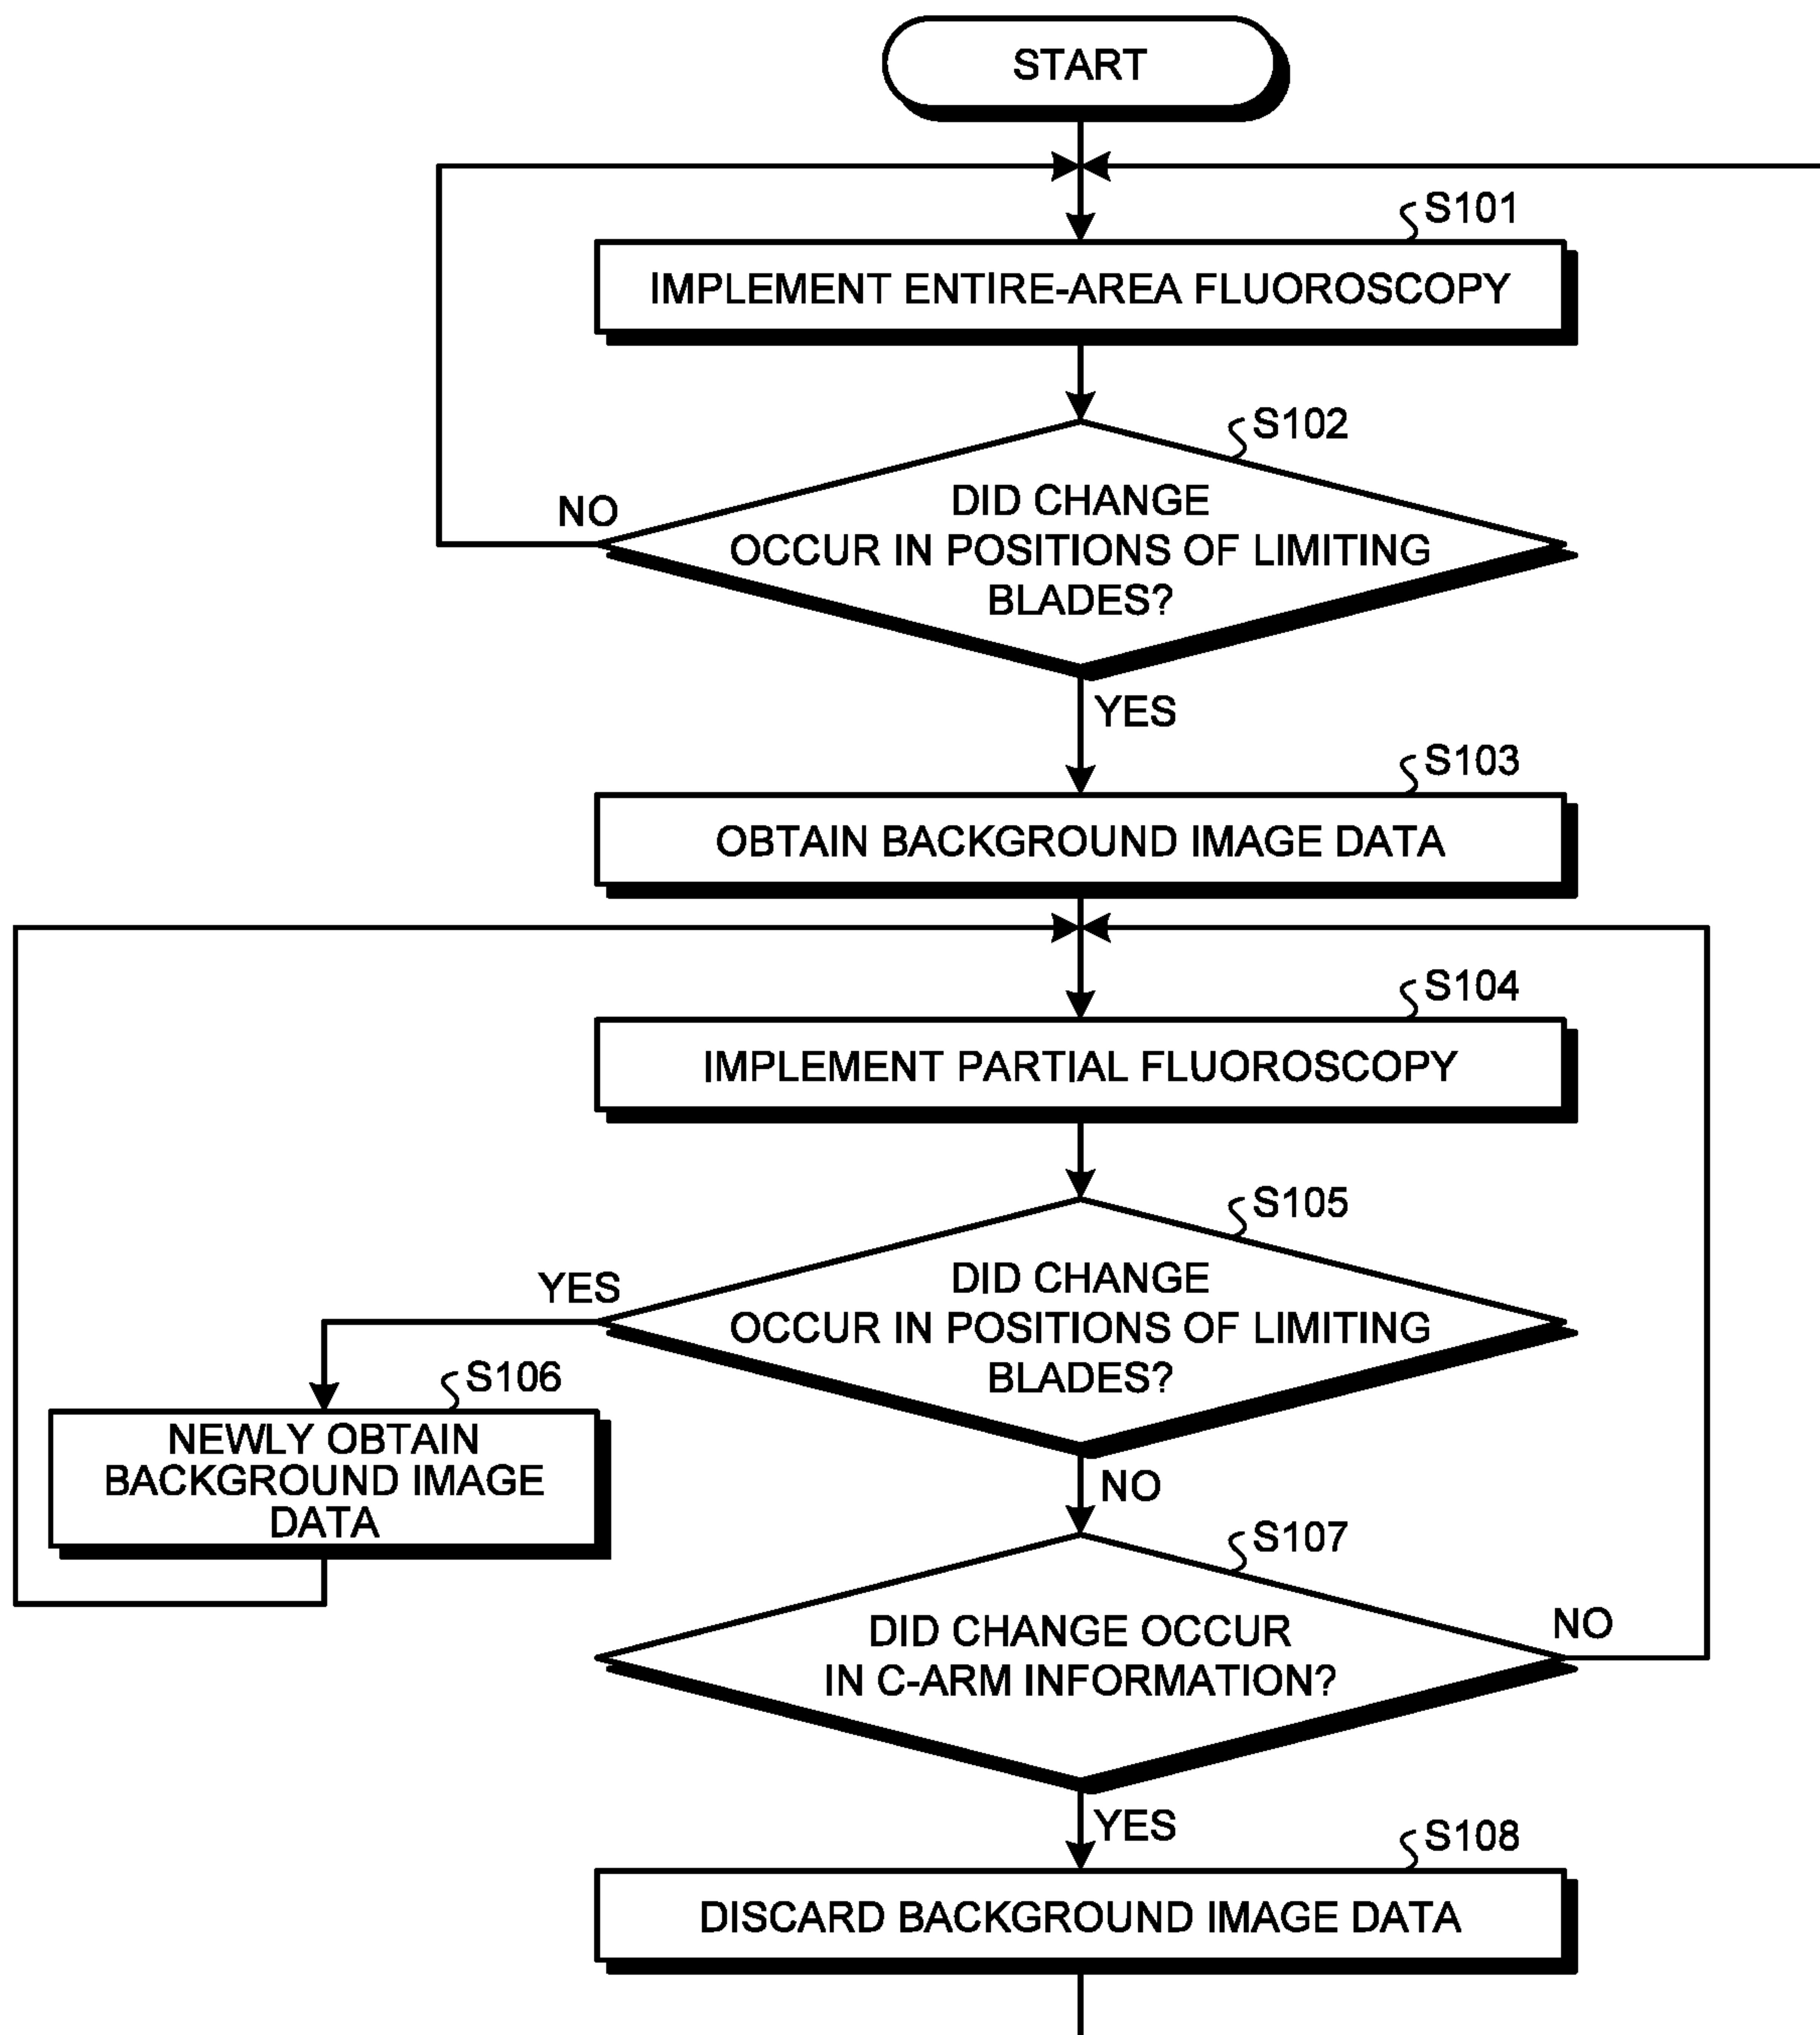 START
S101
IMPLEMENT ENTIRE-AREA FLUOROSCOPY
S102
DID CHANGE
OCCUR IN POSITIONS OF LIMITING
BLADES?
NO
YES
S103
OBTAIN BACKGROUND IMAGE DATA
S104
IMPLEMENT PARTIAL FLUOROSCOPY
S105
DID CHANGE
OCCUR IN POSITIONS OF LIMITING
BLADES?
YES
S106
NEWLY OBTAIN
BACKGROUND IMAGE
DATA
NO
S107
DID CHANGE OCCUR
IN C-ARM INFORMATION?
NO
YES
S108
DISCARD BACKGROUND IMAGE DATA